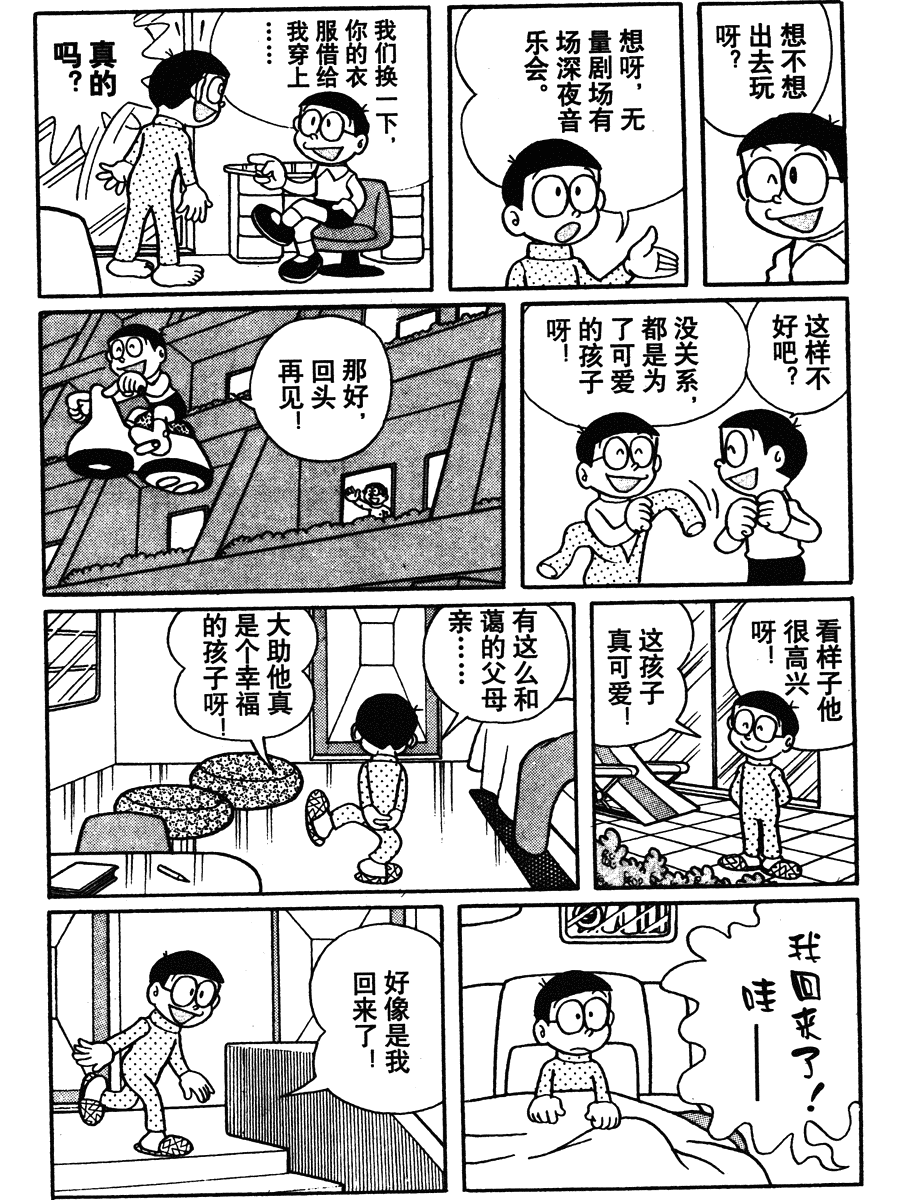 想不想
出去玩
呀?
想呀，无
量剧场有
场深夜音
乐会。
我们换一下，
你的衣
服借给
我穿上
……
真的
吗?
这样不
好吧?
没关系，
都是为
了可爱
的孩子
呀！
那好，
回头
再见！
看样子他
很高兴
呀！
这孩子
真可爱！
有这么和
蔼的父母
亲……
大助他真
是个幸福
的孩子呀！
我回来了！
哇——
好像是我
回来了！